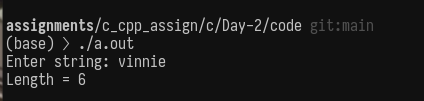 assignments/c_cpp_assign/c/Day-2/code git:main
(base) > ./a.out
Enter string: vinnie
Length = 6